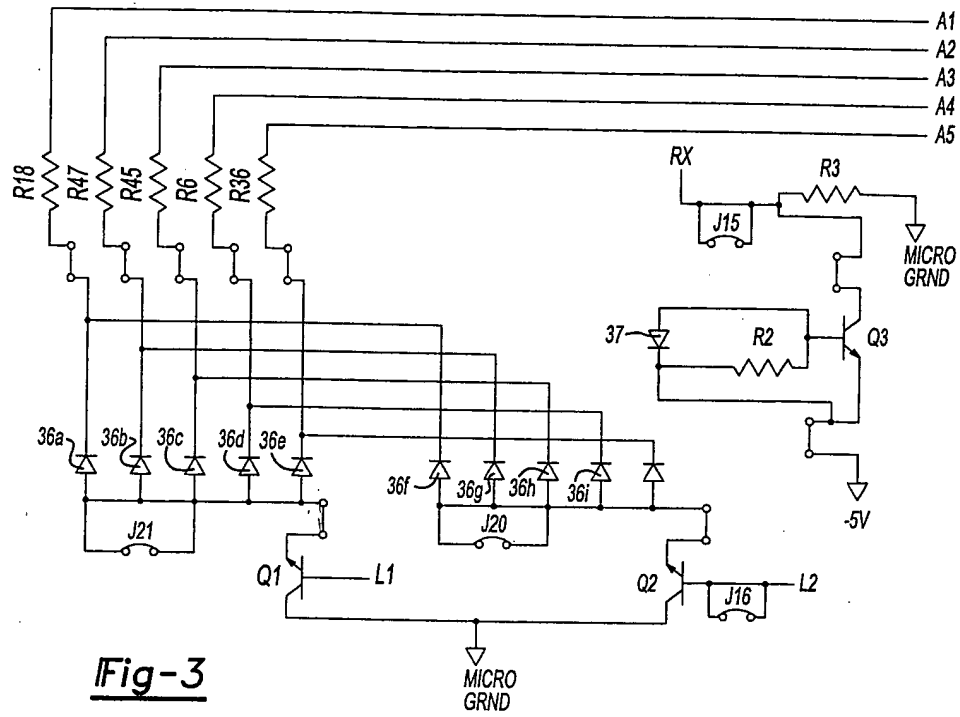 A1
A2
A3
A4
A5
R18
R47
R45
R6
R36
RX
R3
J15
MICRO
GRND
37
R2
Q3
36a
36b
36c
36d
36e
36f
36g
36h
36i
-5V
J21
J20
Q1
L1
Q2
J16
L2
MICRO
GRND
Fig-3